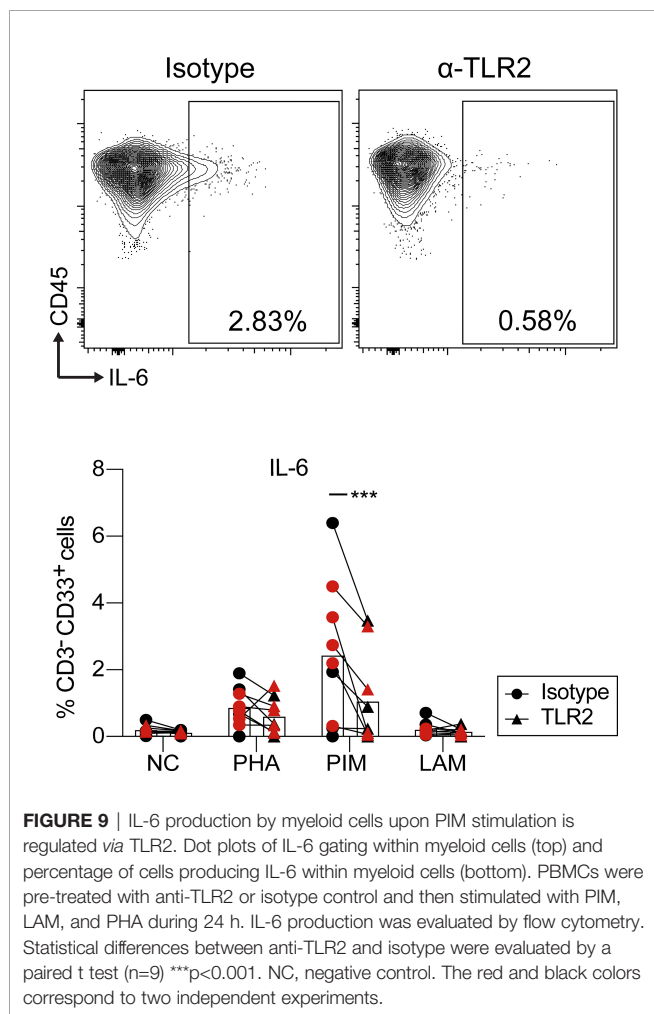 Isotype
α-TLR2
CD45
2.83%
0.58%
IL-6
IL-6
8
6
4
2
0
% CD3⁻ CD33⁺ cells
***
NC
PHA
PIM
LAM
Isotype
TLR2
FIGURE 9 | IL-6 production by myeloid cells upon PIM stimulation is
regulated via TLR2. Dot plots of IL-6 gating within myeloid cells (top) and
percentage of cells producing IL-6 within myeloid cells (bottom). PBMCs were
pre-treated with anti-TLR2 or isotype control and then stimulated with PIM,
LAM, and PHA during 24 h. IL-6 production was evaluated by flow cytometry.
Statistical differences between anti-TLR2 and isotype were evaluated by a
paired t test (n=9) ***p<0.001. NC, negative control. The red and black colors
correspond to two independent experiments.